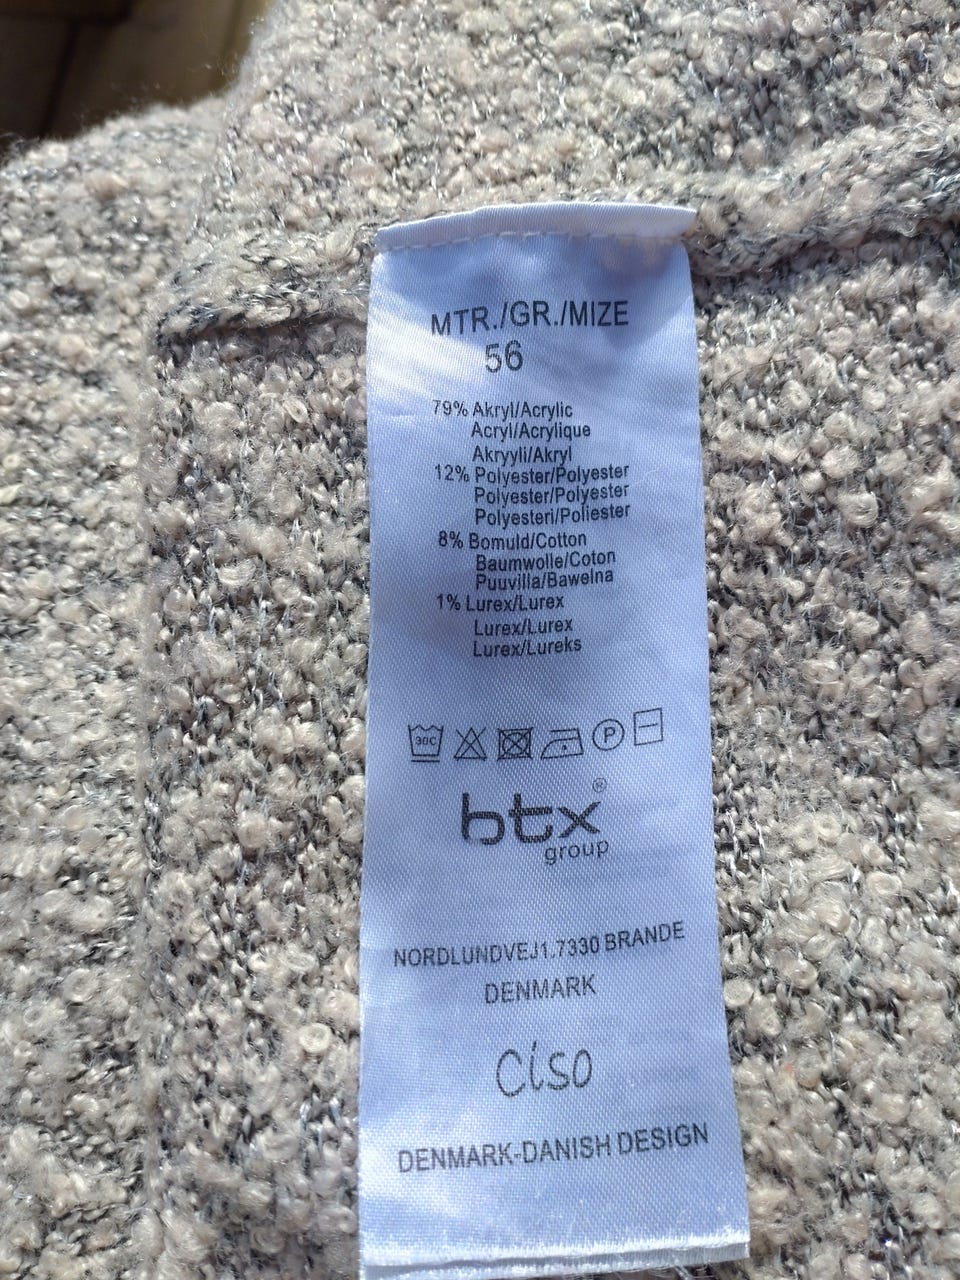 MTR./GR./MIZE
56
79% Akryl/Acrylic
Acryl/Acrylique
Akryyli/Akryl
12% Polyester/Polyester
Polyester/Polyester
Polyesteri/Poliester
8% Bomuld/Cotton
Baumwolle/Coton
Puuvilla/Bawelna
1% Lurex/Lurex
Lurex/Lurex
Lurex/Lureks
30C P
btx®
group
NORDLUNDVEJ1.7330 BRANDE
DENMARK
Ciso
DENMARK-DANISH DESIGN